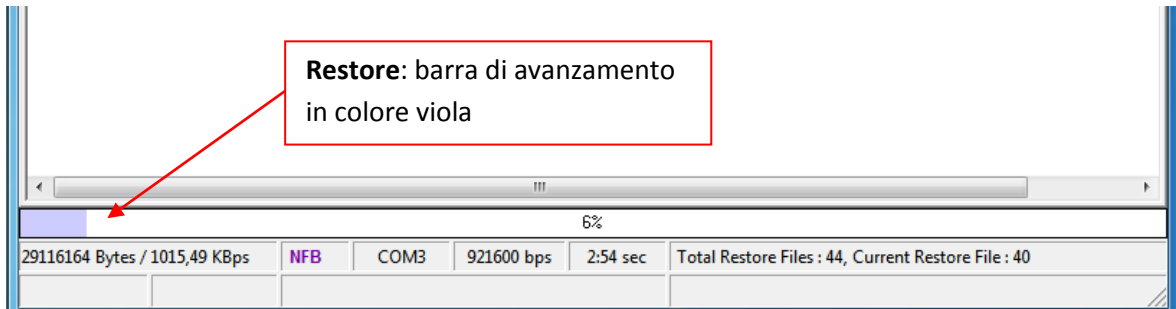 Restore: barra di avanzamento
in colore viola
6%
29116164 Bytes / 1015,49 KBps NFB COM3 921600 bps 2:54 sec Total Restore Files : 44, Current Restore File : 40